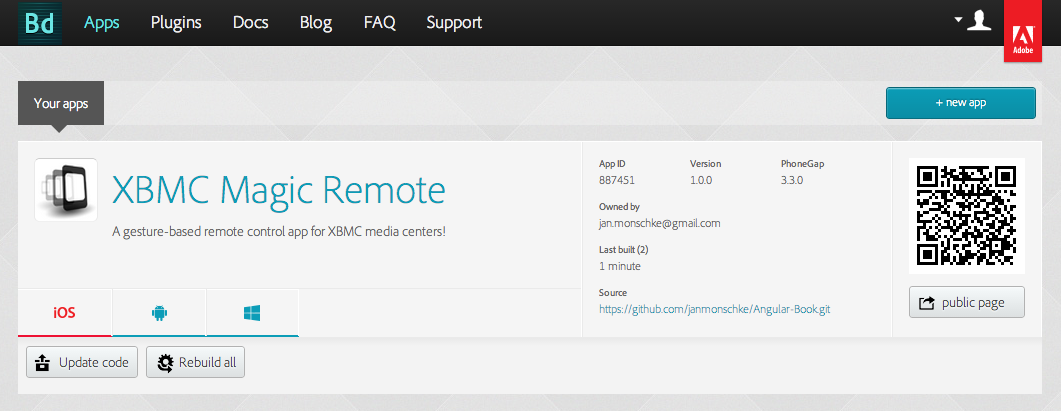 Bd Apps Plugins Docs Blog FAQ Support
Adobe
Your apps
+ new app
XBMC Magic Remote
A gesture-based remote control app for XBMC media centers!
App ID Version PhoneGap
887451 1.0.0 3.3.0
Owned by
jan.monschke@gmail.com
Last built (2)
1 minute
Source
https://github.com/janmonschke/Angular-Book.git
public page
iOS
Update code Rebuild all